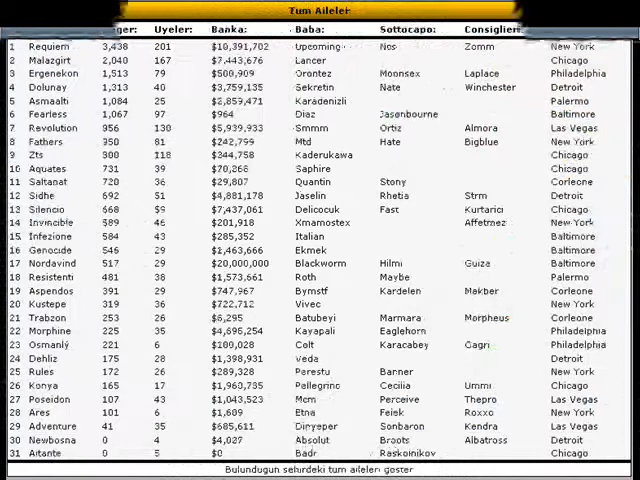 Tum Aileler
ger: Uyeler: Banka: Baba: Sottocapo: Consiglieri
1 Requiem 3,438 201 $10,391,702 Upcoming Nos Zomm New York
2 Malazgirt 2,040 167 $7,443,676 Lancer Chicago
3 Ergenekon 1,513 79 $500,909 Orontez Moonsex Laplace Philadelphia
4 Dolunay 1,313 40 $3,759,135 Sekretin Nate Winchester Detroit
5 Asmaalti 1,084 25 $2,859,471 Karadenizli Palermo
6 Fearless 1,067 97 $964 Diaz Jasonbourne Baltimore
7 Revolution 956 130 $5,939,933 Smmm Ortiz Almora Las Vegas
8 Fathers 950 81 $242,799 Mtd Hate Bigblue New York
9 Zts 900 118 $344,758 Kaderukawa Chicago
10 Aquates 731 39 $70,268 Saphire Chicago
11 Saltanat 720 36 $29,807 Quantin Stony Corleone
12 Sidhe 692 51 $4,881,178 Jaselin Rhetia Strm Detroit
13 Silencio 668 59 $7,437,061 Delicocuk Fast Kurtarici Chicago
14 Invincible 589 46 $201,918 Xmamostex Affetmez New York
15 Infezione 584 43 $285,352 Italian Baltimore
16 Genocide 546 29 $2,463,666 Ekmek Baltimore
17 Nordavind 517 29 $20,000,000 Blackworm Hilmi Guiza Baltimore
18 Resistenti 481 38 $1,573,661 Roth Maybe Palermo
19 Aspendos 391 29 $747,967 Bymstf Kardelen Makber Corleone
20 Kustepe 319 36 $722,712 Vivec New York
21 Trabzon 253 26 $6,295 Batubeyi Marmara Morpheus Corleone
22 Morphine 225 35 $4,696,254 Kayapali Eaglehorn Philadelphia
23 Osmanlý 221 6 $100,028 Colt Karacabey Cagri Philadelphia
24 Dehliz 175 28 $1,398,931 Veda Detroit
25 Rules 172 26 $289,328 Perestu Banner New York
26 Konya 165 17 $1,963,735 Pellegrino Cecilia Ummi Chicago
27 Poseidon 107 43 $1,043,523 Mcm Perceive Thepro Las Vegas
28 Ares 101 6 $1,609 Etna Felek Roxxo New York
29 Adventure 41 35 $685,611 Dinyeper Sonbaron Kendra Las Vegas
30 Newbosna 0 4 $4,027 Absolut Broots Albatross Detroit
31 Aitante 0 5 $0 Badr Raskolnikov Chicago
Bulundugun sehirdeki tum aileleri goster